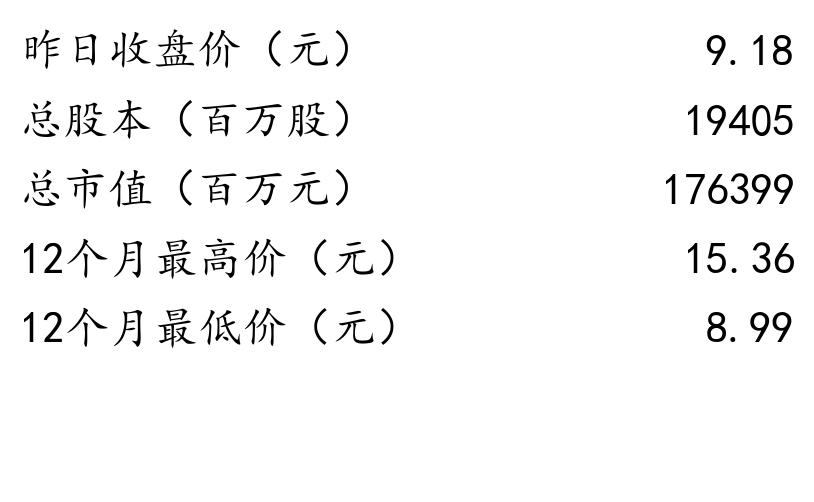 昨日收盘价（元） 9.18
总股本（百万股） 19405
总市值（百万元） 176399
12个月最高价（元） 15.36
12个月最低价（元） 8.99